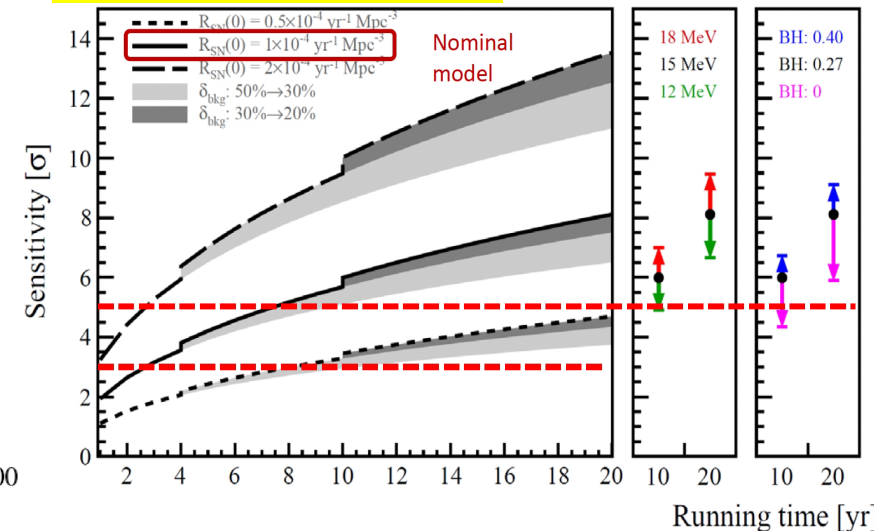 R_SN(0) = 0.5×10⁻⁴ yr⁻¹ Mpc⁻³
R_SN(0) = 1×10⁻⁴ yr⁻¹ Mpc⁻³
R_SN(0) = 2×10⁻⁴ yr⁻¹ Mpc⁻³
δ_bkg: 50%→30%
δ_bkg: 30%→20%
Nominal
model
18 MeV
15 MeV
12 MeV
BH: 0.40
BH: 0.27
BH: 0
Sensitivity [σ]
14
12
10
8
6
4
2
0
00
2 4 6 8 10 12 14 16 18 20
10 20
10 20
Running time [yr]